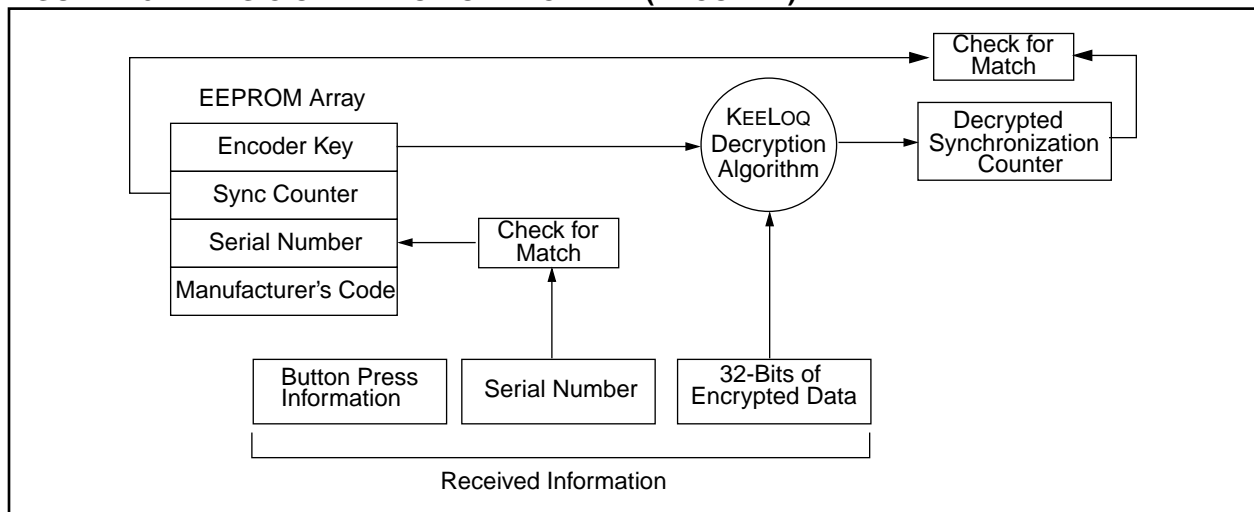 Check for
Match
EEPROM Array
KEELOQ
Decryption
Algorithm
Decrypted
Synchronization
Counter
Encoder Key
Sync Counter
Serial Number
Manufacturer's Code
Check for
Match
Button Press
Information
Serial Number
32-Bits of
Encrypted Data
Received Information